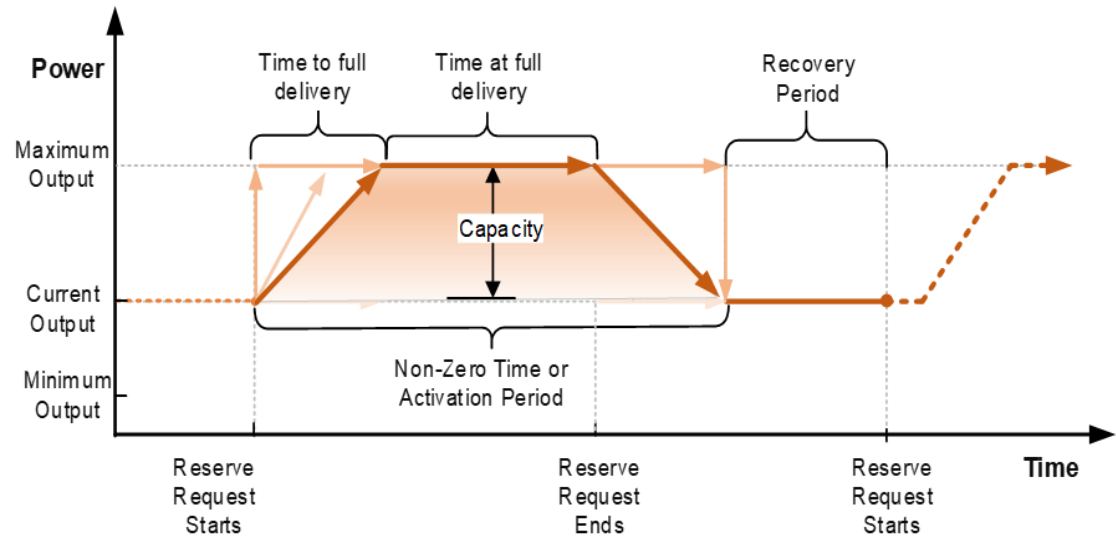 Power
Time to full
delivery
Time at full
delivery
Recovery
Period
Maximum
Output
Capacity
Current
Output
Non-Zero Time or
Activation Period
Minimum
Output
Reserve
Request
Starts
Reserve
Request
Ends
Reserve
Request
Starts
Time